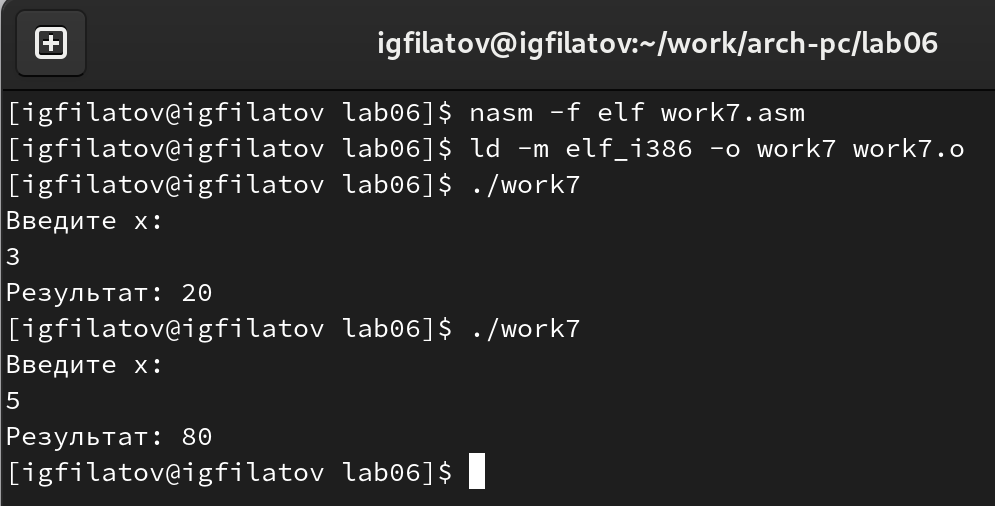 igfilatov@igfilatov:~/work/arch-pc/lab06
[igfilatov@igfilatov lab06]$ nasm -f elf work7.asm
[igfilatov@igfilatov lab06]$ ld -m elf_i386 -o work7 work7.o
[igfilatov@igfilatov lab06]$ ./work7
Введите x:
3
Результат: 20
[igfilatov@igfilatov lab06]$ ./work7
Введите x:
5
Результат: 80
[igfilatov@igfilatov lab06]$